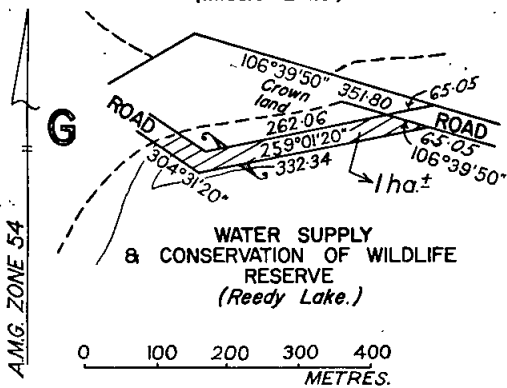 106°39'50" 351.80
65.05
Crown
land
ROAD
262.06
259°01'20"
332.34
304°31'20"
ROAD
65.05
106°39'50"
1 ha.±
G
WATER SUPPLY
& CONSERVATION OF WILDLIFE
RESERVE
(Reedy Lake.)
A.M.G. ZONE 54
0 100 200 300 400
METRES.